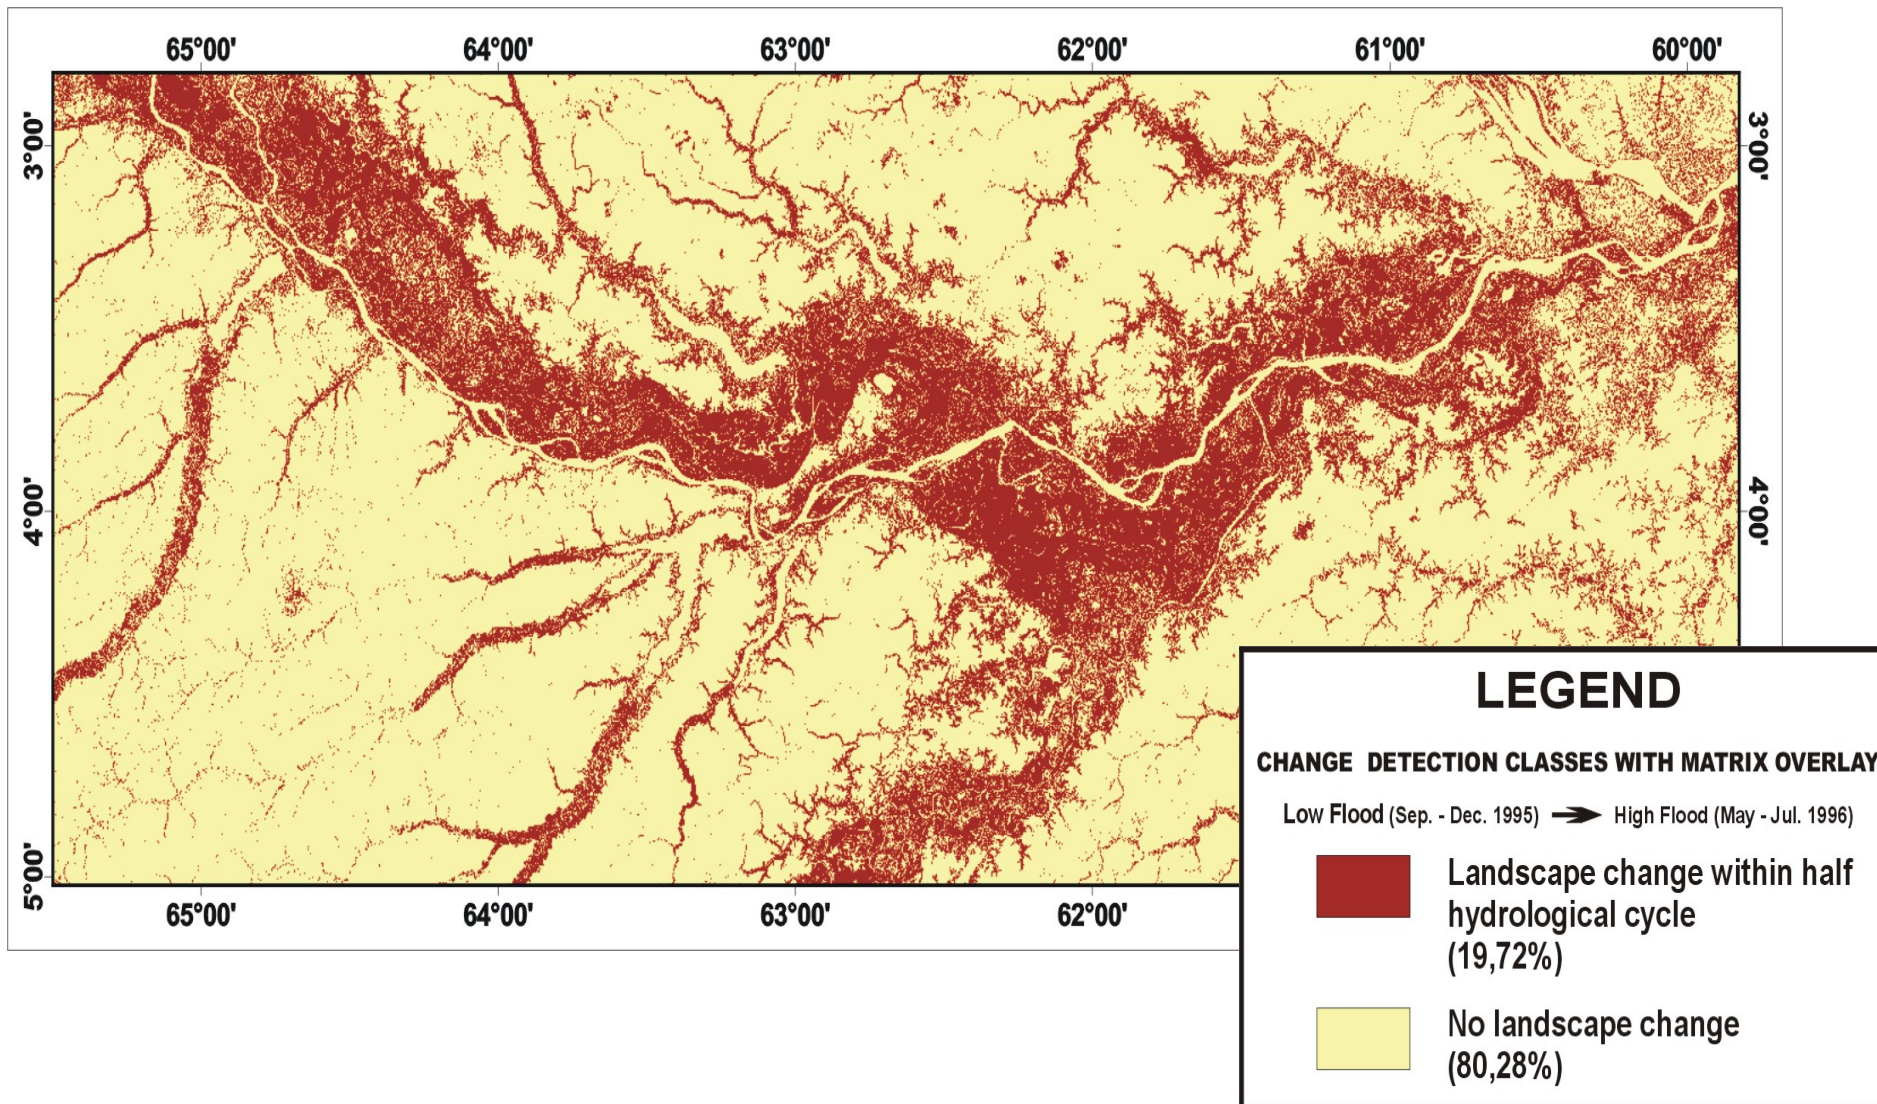 65°00' 64°00' 63°00' 62°00' 61°00' 60°00'
3°00' 3°00'
4°00' 4°00'
5°00'
65°00' 64°00' 63°00' 62°00'
LEGEND
CHANGE DETECTION CLASSES WITH MATRIX OVERLAY
Low Flood (Sep. - Dec. 1995) High Flood (May - Jul. 1996)
Landscape change within half
hydrological cycle
(19,72%)
No landscape change
(80,28%)